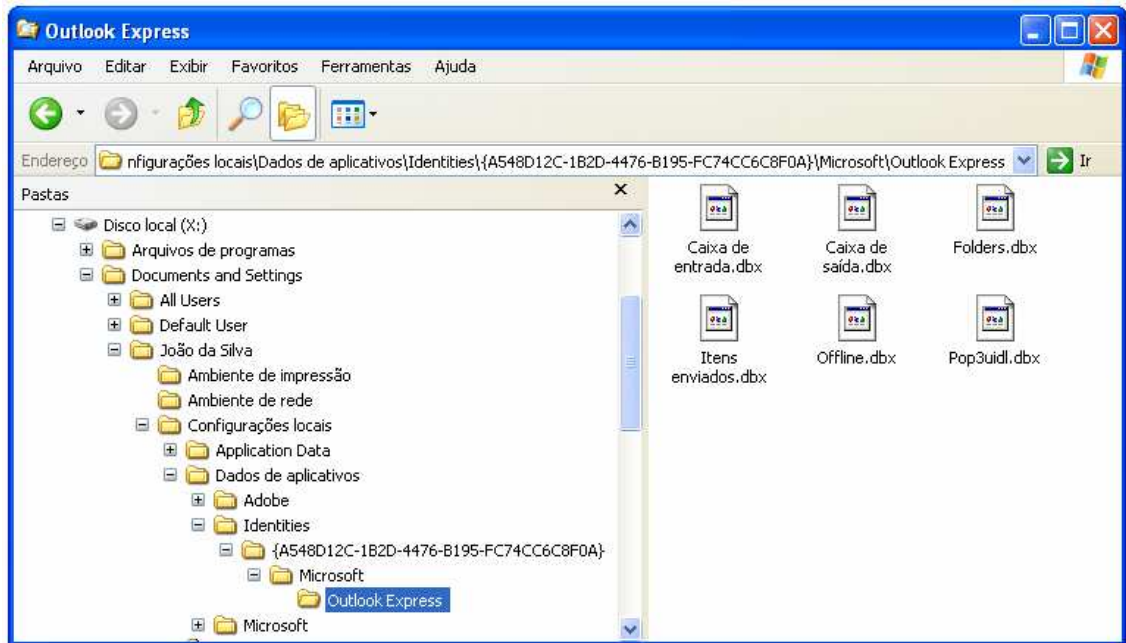 Outlook Express
Arquivo Editar Exibir Favoritos Ferramentas Ajuda
Endereço nfigurações locais\Dados de aplicativos\Identities\{A548D12C-1B2D-4476-B195-FC74CC6C8F0A}\Microsoft\Outlook Express Ir
Pastas
Disco local (X:)
Arquivos de programas
Documents and Settings
All Users
Default User
João da Silva
Ambiente de impressão
Ambiente de rede
Configurações locais
Application Data
Dados de aplicativos
Adobe
Identities
{A548D12C-1B2D-4476-B195-FC74CC6C8F0A}
Microsoft
Outlook Express
Microsoft
Caixa de
entrada.dbx
Caixa de
saída.dbx
Folders.dbx
Itens
enviados.dbx
Offline.dbx
Pop3uidl.dbx